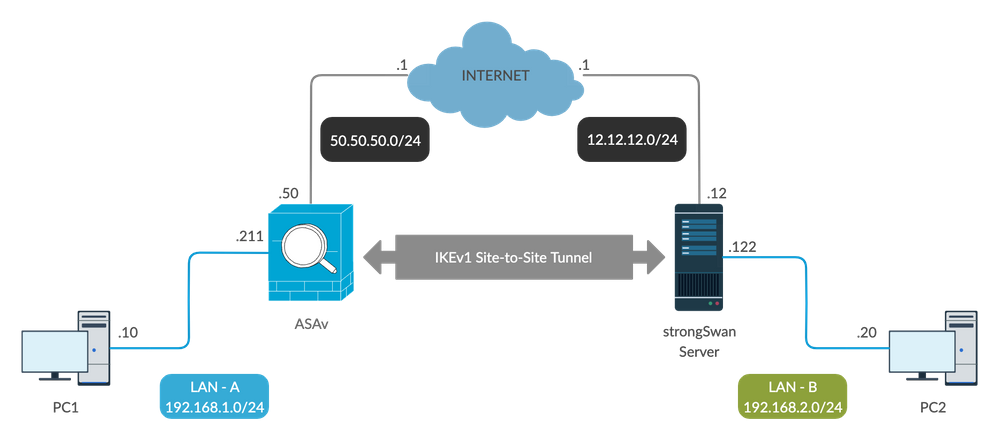 .1
INTERNET
.1
50.50.50.0/24
12.12.12.0/24
.50
.12
.211
IKEv1 Site-to-Site Tunnel
.122
ASAv
strongSwan
Server
.10
.20
LAN - A
192.168.1.0/24
LAN - B
192.168.2.0/24
PC1
PC2